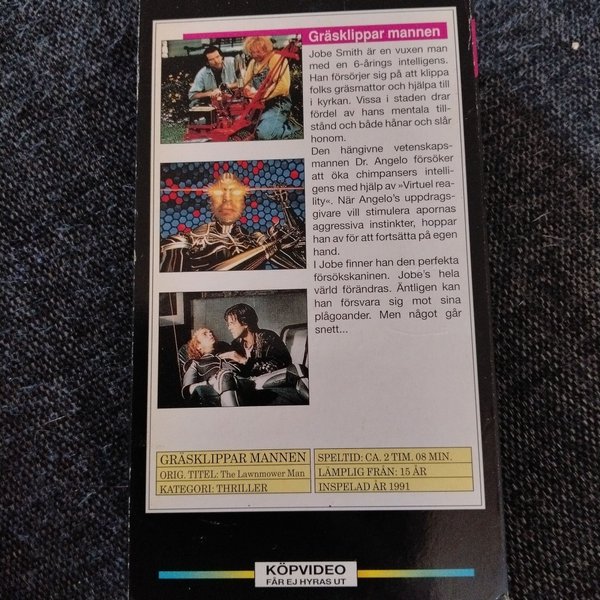 Gräsklippar mannen
Jobe Smith är en vuxen man
med en 6-årings intelligens.
Han försörjer sig på att klippa
folks gräsmattor och hjälpa till
i kyrkan. Vissa i staden drar
fördel av hans mentala till-
stånd och både hånar och slår
honom.
Den hängivne vetenskaps-
mannen Dr. Angelo försöker
att öka chimpansers intelli-
gens med hjälp av »Virtuel rea-
lity«. När Angelo's uppdrags-
givare vill stimulera apornas
aggressiva instinkter, hoppar
han av för att fortsätta på egen
hand.
I Jobe finner han den perfekta
försökskaninen. Jobe's hela
värld förändras. Äntligen kan
han försvara sig mot sina
plågoander. Men något går
snett...
GRÄSKLIPPAR MANNEN
ORIG. TITEL: The Lawnmower Man
KATEGORI: THRILLER
SPELTID: CA. 2 TIM. 08 MIN.
LÄMPLIG FRÅN: 15 ÅR
INSPELAD ÅR 1991
KÖPVIDEO
FÅR EJ HYRAS UT